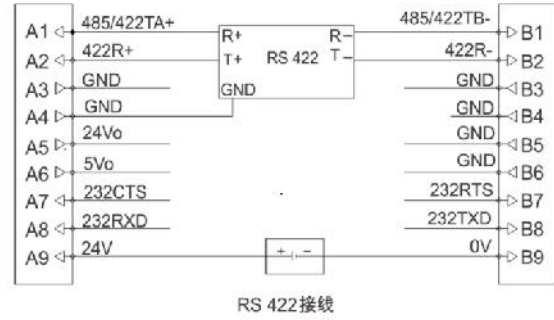 A1 485/422TA+ R+ R- 485/422TB- B1
A2 422R+ T+ RS 422 T- 422R- B2
A3 GND GND GND B3
A4 GND GND B4
A5 24Vo GND B5
A6 5Vo GND B6
A7 232CTS 232RTS B7
A8 232RXD 232TXD B8
A9 24V + - 0V B9
RS 422接线